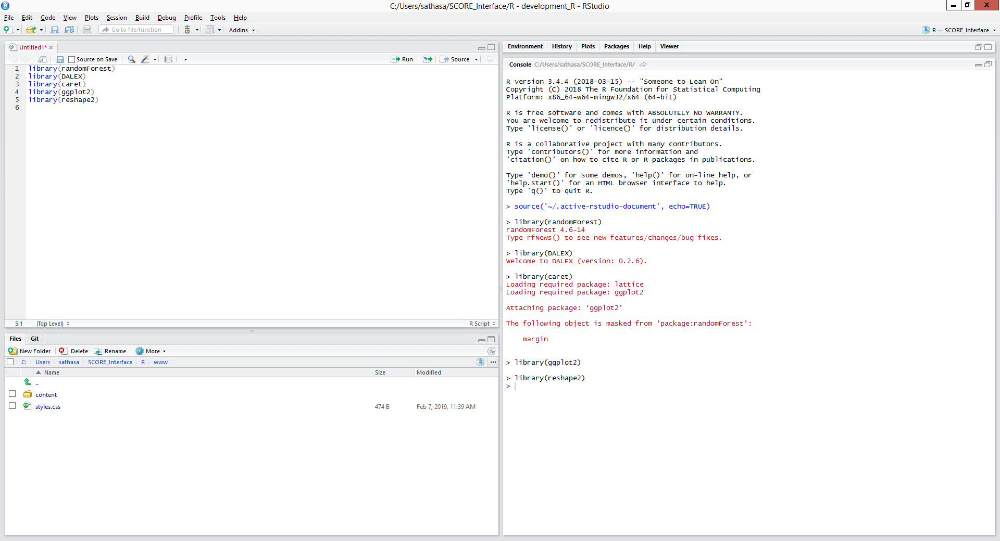 C:/Users/sathasa/SCORE_Interface/R - development_R - RStudio
File Edit Code View Plots Session Build Debug Profile Tools Help
Go to file/function
Addins
R — SCORE_Interface
Untitled1*
Source on Save
Run
Source
1 library(randomForest)
2 library(DALEX)
3 library(caret)
4 library(ggplot2)
5 library(reshape2)
6
5:1 (Top Level) R Script
Files Git
New Folder Delete Rename More
C: Users sathasa SCORE_Interface R www
Name Size Modified
..
content
styles.css 474 B Feb 7, 2019, 11:39 AM
Environment History Plots Packages Help Viewer
Console C:/Users/sathasa/SCORE_Interface/R/
R version 3.4.4 (2018-03-15) -- "Someone to Lean On"
Copyright (C) 2018 The R Foundation for Statistical Computing
Platform: x86_64-w64-mingw32/x64 (64-bit)
R is free software and comes with ABSOLUTELY NO WARRANTY.
You are welcome to redistribute it under certain conditions.
Type 'license()' or 'licence()' for distribution details.
R is a collaborative project with many contributors.
Type 'contributors()' for more information and
'citation()' on how to cite R or R packages in publications.
Type 'demo()' for some demos, 'help()' for on-line help, or
'help.start()' for an HTML browser interface to help.
Type 'q()' to quit R.
> source('~/.active-rstudio-document', echo=TRUE)
> library(randomForest)
randomForest 4.6-14
Type rfNews() to see new features/changes/bug fixes.
> library(DALEX)
Welcome to DALEX (version: 0.2.6).
> library(caret)
Loading required package: lattice
Loading required package: ggplot2
Attaching package: ‘ggplot2’
The following object is masked from ‘package:randomForest’:
margin
> library(ggplot2)
> library(reshape2)
>